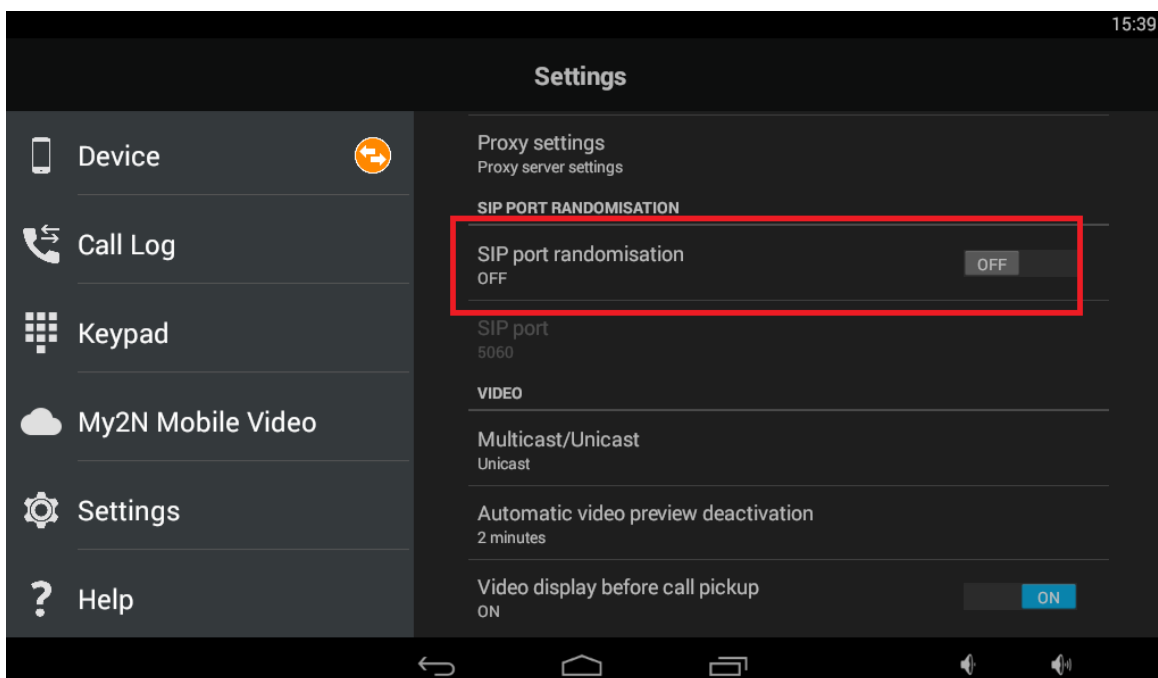 15:39
Settings
Device
Call Log
Keypad
My2N Mobile Video
Settings
Help
Proxy settings
Proxy server settings
SIP PORT RANDOMISATION
SIP port randomisation
OFF
OFF
SIP port
5060
VIDEO
Multicast/Unicast
Unicast
Automatic video preview deactivation
2 minutes
Video display before call pickup
ON
ON